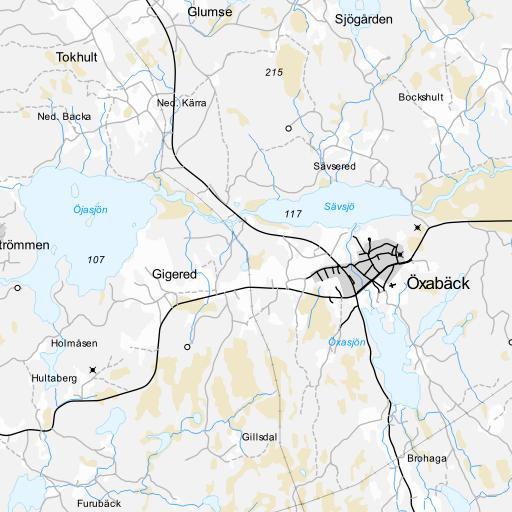 Glumse
Sjögården
Tokhult
215
Bockshult
Ned. Kärra
Ned. Backa
Sävsered
Öjasjön
Sävsjö
117
trömmen
107
Gigered
Öxabäck
Öxasjön
Holmåsen
Hultaberg
Gillsdal
Brohaga
Furubäck